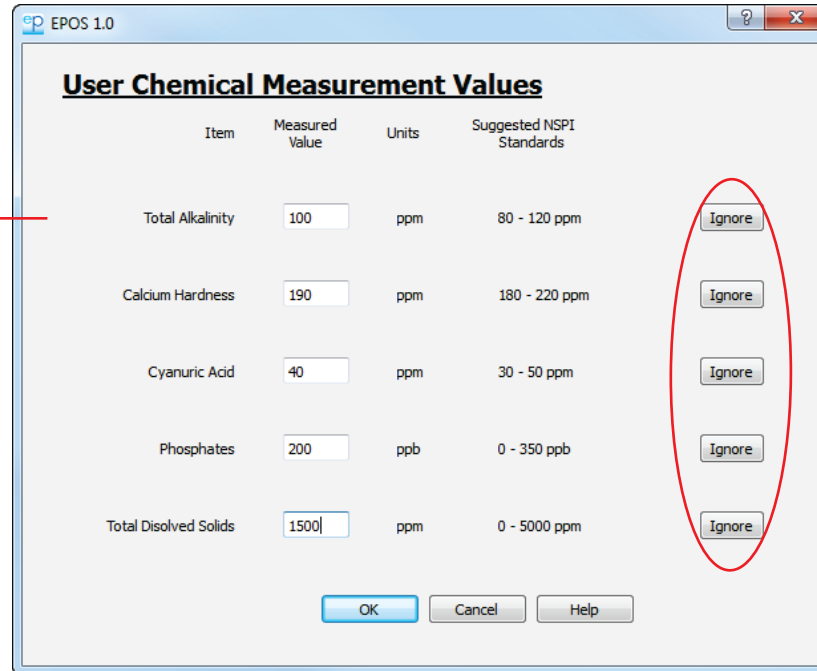 ep EPOS 1.0
User Chemical Measurement Values
Item Measured Value Units Suggested NSPI Standards
Total Alkalinity 100 ppm 80 - 120 ppm Ignore
Calcium Hardness 190 ppm 180 - 220 ppm Ignore
Cyanuric Acid 40 ppm 30 - 50 ppm Ignore
Phosphates 200 ppb 0 - 350 ppb Ignore
Total Disolved Solids 1500 ppm 0 - 5000 ppm Ignore
OK Cancel Help